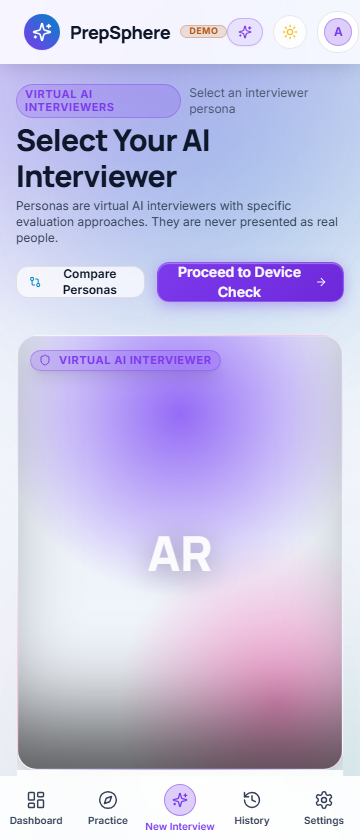 PrepSphere
DEMO
A
VIRTUAL AI
INTERVIEWERS
Select an interviewer
persona
Select Your AI
Interviewer
Personas are virtual AI interviewers with specific
evaluation approaches. They are never presented as real
people.
Compare
Personas
Proceed to Device
Check
VIRTUAL AI INTERVIEWER
AR
Dashboard
Practice
New Interview
History
Settings